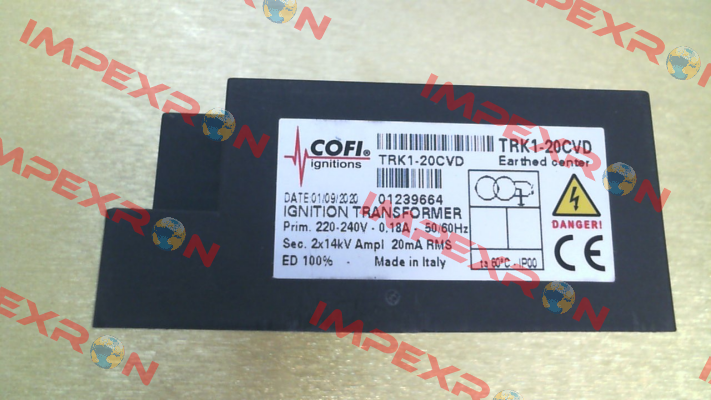 COFI®
ignitions
TRK1-20CVD
TRK1-20CVD
Earthed center
DATE:01/09/2020
01239664
IGNITION TRANSFORMER
Prim. 220-240V - 0.18A - 50/60Hz
Sec. 2x14kV Ampl 20mA RMS
ED 100% Made in Italy
ta 60°C - IP00
DANGER!
CE
IMPEXRON
IMPEXRON
IMPEXRON
IMPEXRON
IMPEXRON
IMPEXRON
IMPEXRON